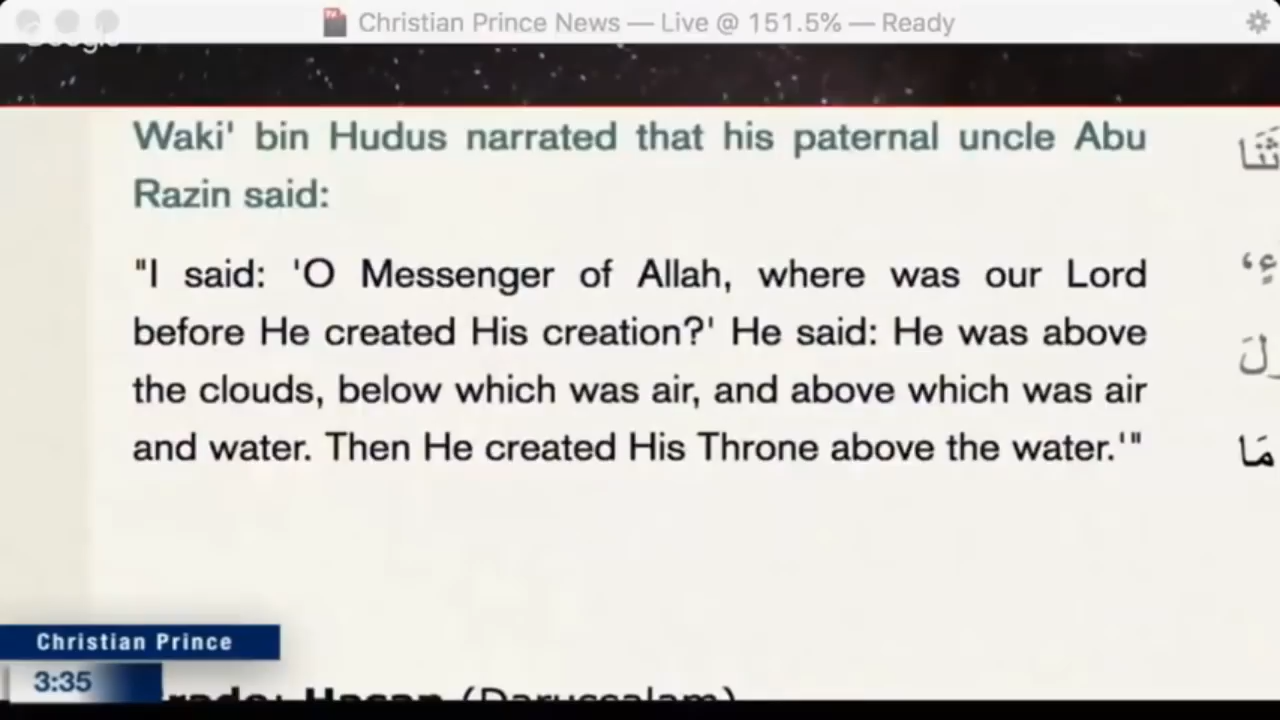 Christian Prince News — Live @ 151.5% — Ready
Google
Waki' bin Hudus narrated that his paternal uncle Abu
Razin said:
"I said: 'O Messenger of Allah, where was our Lord
before He created His creation?' He said: He was above
the clouds, below which was air, and above which was air
and water. Then He created His Throne above the water.'"
مَا
Christian Prince
3:35
Hasan (Darussalam)